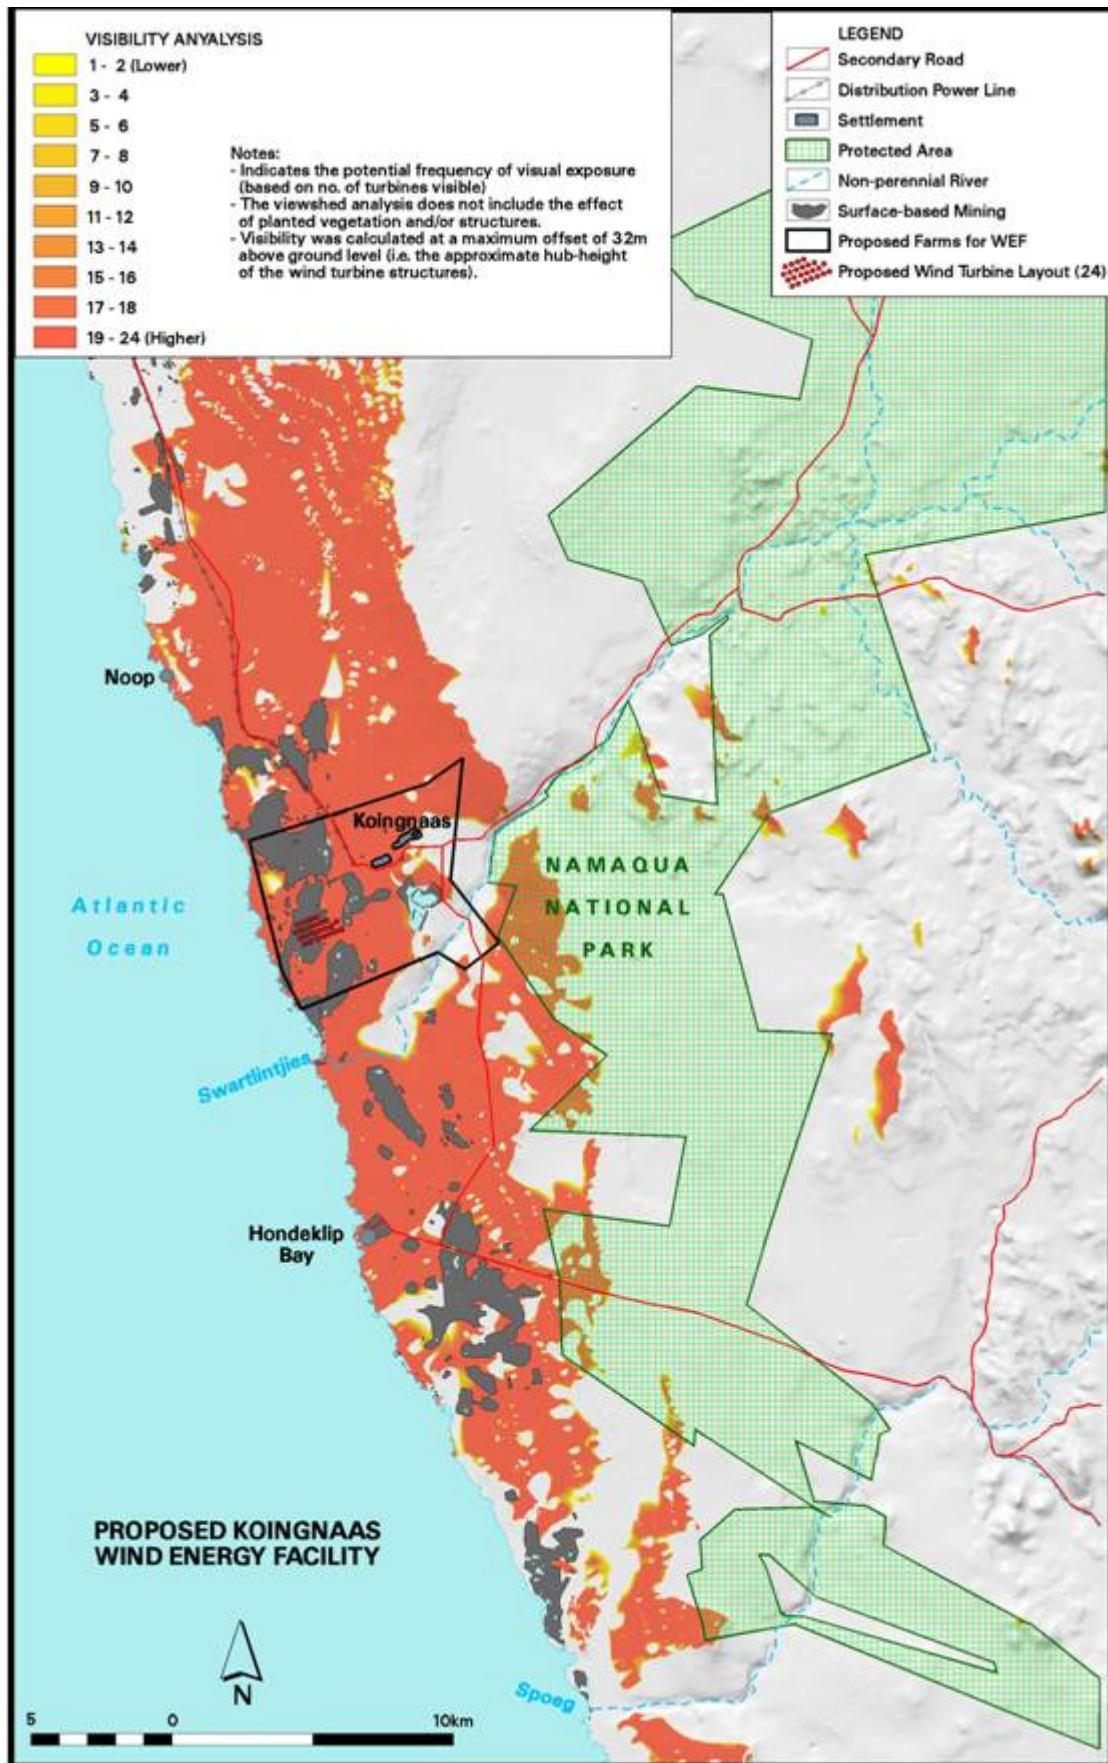 VISIBILITY ANYALYSIS
1 - 2 (Lower)
3 - 4
5 - 6
7 - 8
9 - 10
11 - 12
13 - 14
15 - 16
17 - 18
19 - 24 (Higher)
Notes:
- Indicates the potential frequency of visual exposure
(based on no. of turbines visible)
- The viewshed analysis does not include the effect
of planted vegetation and/or structures.
- Visibility was calculated at a maximum offset of 32m
above ground level (i.e. the approximate hub-height
of the wind turbine structures).
LEGEND
Secondary Road
Distribution Power Line
Settlement
Protected Area
Non-perennial River
Surface-based Mining
Proposed Farms for WEF
Proposed Wind Turbine Layout (24)
Noop
Koingnaas
NAMAQUA
NATIONAL
PARK
Atlantic
Ocean
Swartlintjies
Hondeklip
Bay
PROPOSED KOINGNAAS
WIND ENERGY FACILITY
N
Spoeg
5 0 10km